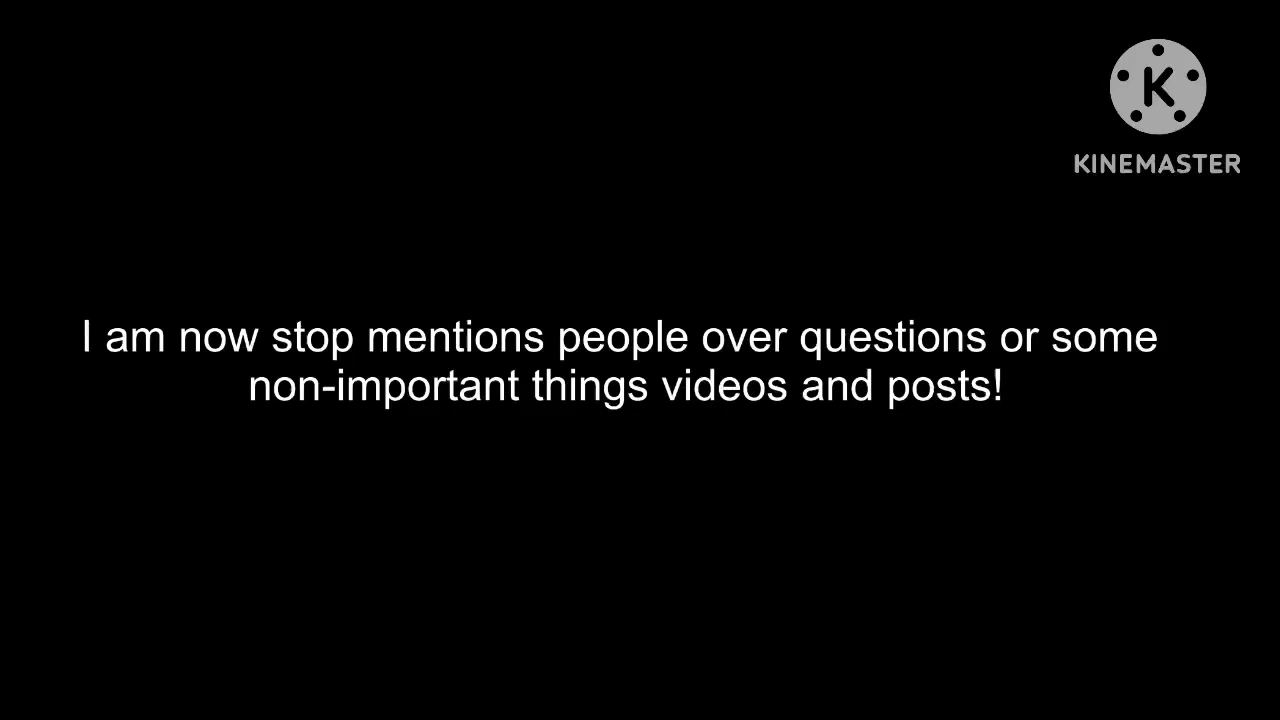 K
KINEMASTER
I am now stop mentions people over questions or some
non-important things videos and posts!